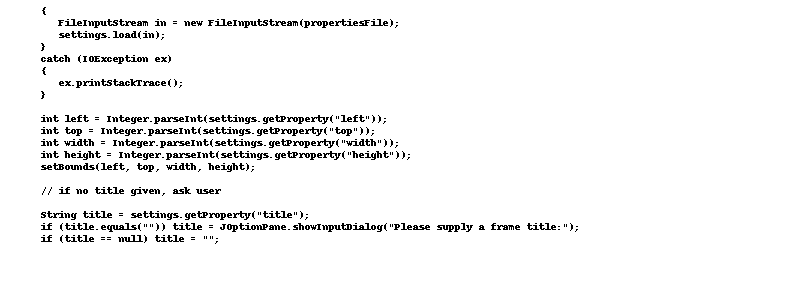 {
FileInputStream in = new FileInputStream(propertiesFile);
settings.load(in);
}
catch (IOException ex)
{
ex.printStackTrace();
}
int left = Integer.parseInt(settings.getProperty("left"));
int top = Integer.parseInt(settings.getProperty("top"));
int width = Integer.parseInt(settings.getProperty("width"));
int height = Integer.parseInt(settings.getProperty("height"));
setBounds(left, top, width, height);
// if no title given, ask user
String title = settings.getProperty("title");
if (title.equals("")) title = JOptionPane.showInputDialog("Please supply a frame title:");
if (title == null) title = "";